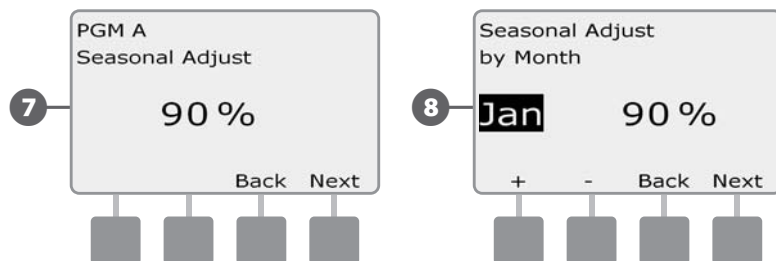 7
PGM A
Seasonal Adjust
90 %
Back Next
8
Seasonal Adjust
by Month
Jan 90 %
+ - Back Next